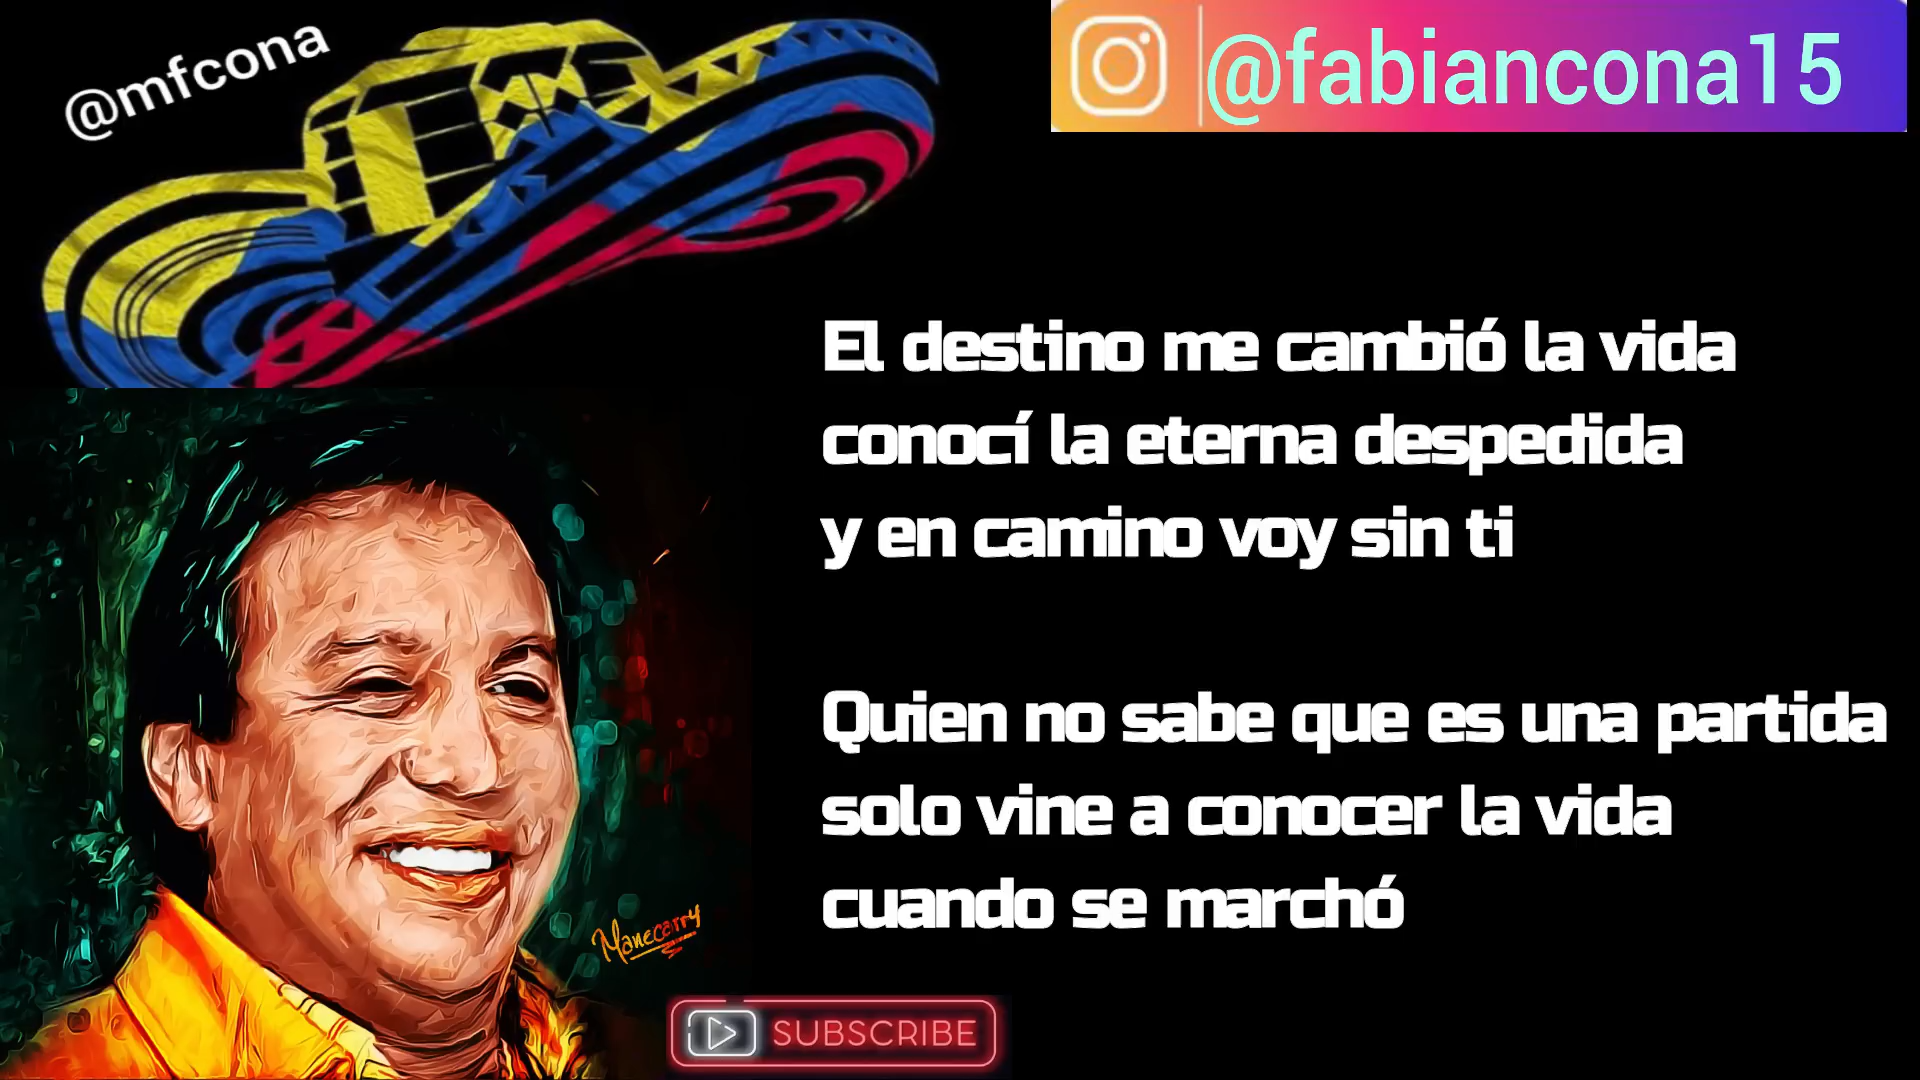 @mfcona
@fabiancona15
El destino me cambió la vida
conocí la eterna despedida
y en camino voy sin ti
Quien no sabe que es una partida
solo vine a conocer la vida
cuando se marchó
Manecarry
SUBSCRIBE